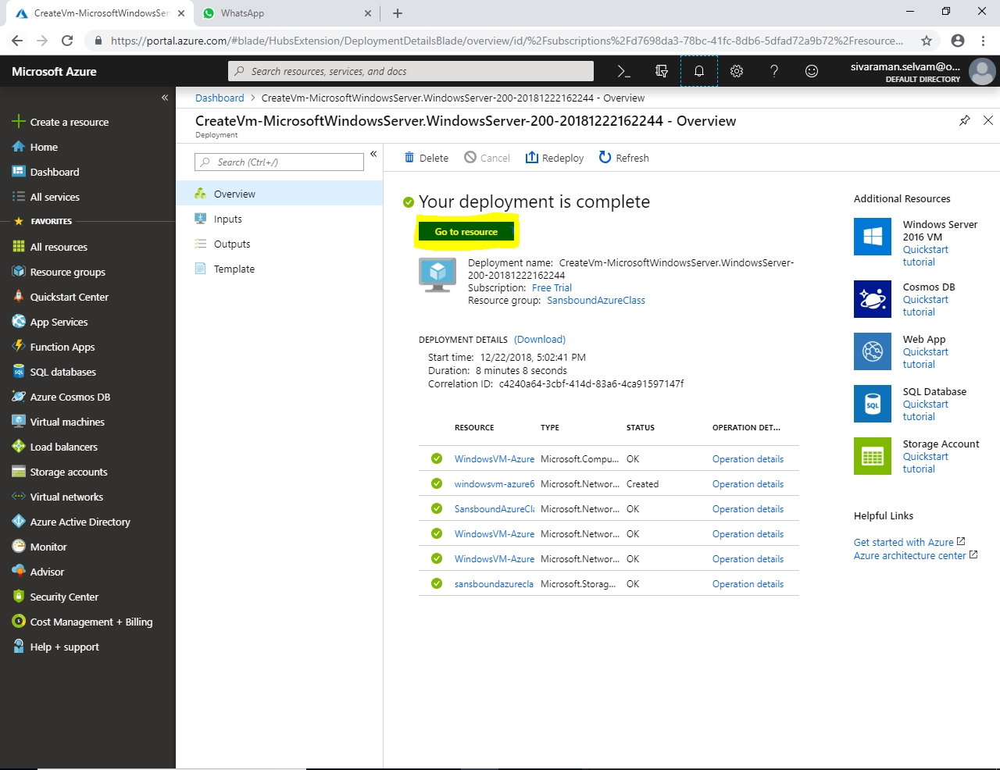 CreateVm-MicrosoftWindowsSer
WhatsApp
https://portal.azure.com/#blade/HubsExtension/DeploymentDetailsBlade/overview/id/%2Fsubscriptions%2Fd7698da3-78bc-41fc-8db6-5dfad72a9b72%2Fresource...
Microsoft Azure
Search resources, services, and docs
sivaraman.selvam@o...
DEFAULT DIRECTORY
Dashboard > CreateVm-MicrosoftWindowsServer.WindowsServer-200-20181222162244 - Overview
CreateVm-MicrosoftWindowsServer.WindowsServer-200-20181222162244 - Overview
Deployment
Create a resource
Home
Dashboard
All services
FAVORITES
All resources
Resource groups
Quickstart Center
App Services
Function Apps
SQL databases
Azure Cosmos DB
Virtual machines
Load balancers
Storage accounts
Virtual networks
Azure Active Directory
Monitor
Advisor
Security Center
Cost Management + Billing
Help + support
Search (Ctrl+/)
Overview
Inputs
Outputs
Template
Delete Cancel Redeploy Refresh
Your deployment is complete
Go to resource
Deployment name: CreateVm-MicrosoftWindowsServer.WindowsServer-
200-20181222162244
Subscription: Free Trial
Resource group: SansboundAzureClass
DEPLOYMENT DETAILS (Download)
Start time: 12/22/2018, 5:02:41 PM
Duration: 8 minutes 8 seconds
Correlation ID: c4240a64-3cbf-414d-83a6-4ca91597147f
RESOURCE TYPE STATUS OPERATION DET...
WindowsVM-Azure Microsoft.Compu... OK Operation details
windowsvm-azure6 Microsoft.Networ... Created Operation details
SansboundAzureCla Microsoft.Networ... OK Operation details
WindowsVM-Azure Microsoft.Networ... OK Operation details
WindowsVM-Azure Microsoft.Networ... OK Operation details
sansboundazurecla Microsoft.Storag... OK Operation details
Additional Resources
Windows Server
2016 VM
Quickstart
tutorial
Cosmos DB
Quickstart
tutorial
Web App
Quickstart
tutorial
SQL
SQL Database
Quickstart
tutorial
Storage Account
Quickstart
tutorial
Helpful Links
Get started with Azure
Azure architecture center